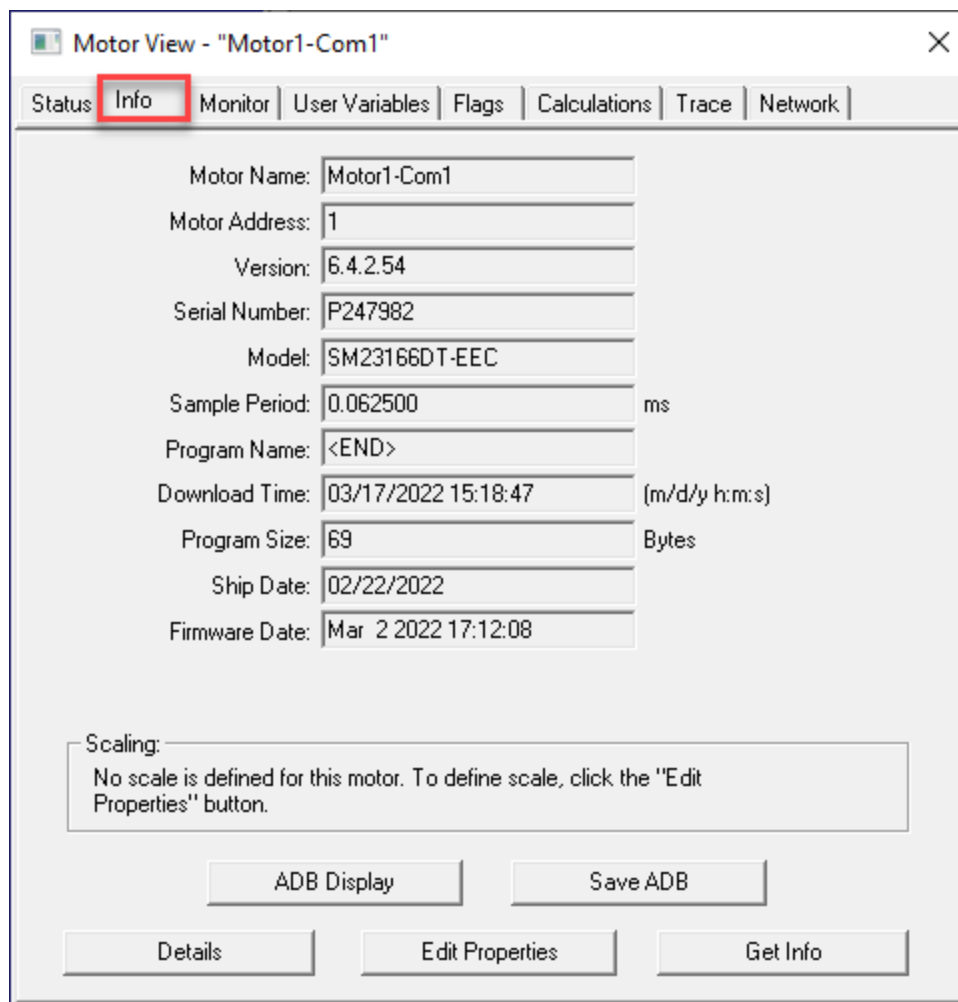 Motor View - "Motor1-Com1"
Status Info Monitor User Variables Flags Calculations Trace Network
Motor Name: Motor1-Com1
Motor Address: 1
Version: 6.4.2.54
Serial Number: P247982
Model: SM23166DT-EEC
Sample Period: 0.062500 ms
Program Name: <END>
Download Time: 03/17/2022 15:18:47 (m/d/y h:m:s)
Program Size: 69 Bytes
Ship Date: 02/22/2022
Firmware Date: Mar  2 2022 17:12:08
Scaling:
No scale is defined for this motor. To define scale, click the "Edit
Properties" button.
ADB Display Save ADB
Details Edit Properties Get Info